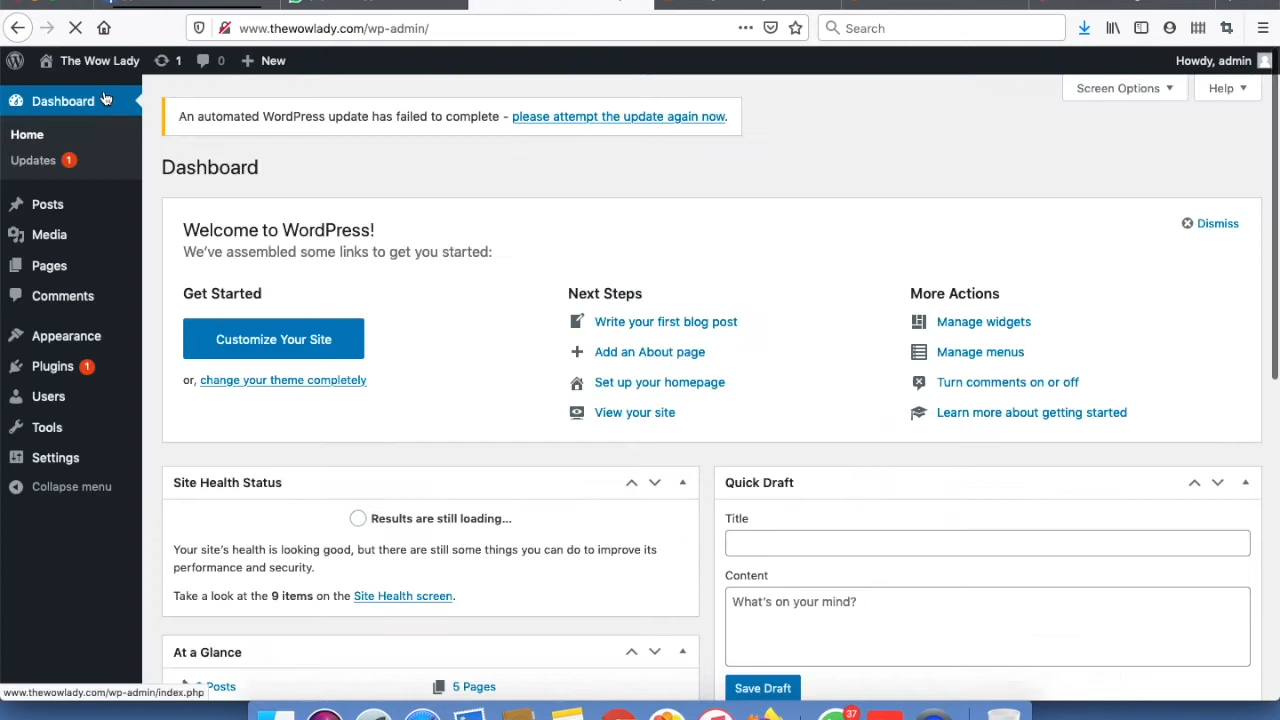 www.thewowlady.com/wp-admin/
Search
The Wow Lady
1
0
New
Howdy, admin
Dashboard
Home
Updates 1
Posts
Media
Pages
Comments
Appearance
Plugins 1
Users
Tools
Settings
Collapse menu
Screen Options
Help
An automated WordPress update has failed to complete - please attempt the update again now.
Dashboard
Welcome to WordPress!
We've assembled some links to get you started:
Dismiss
Get Started
Customize Your Site
or, change your theme completely
Next Steps
Write your first blog post
Add an About page
Set up your homepage
View your site
More Actions
Manage widgets
Manage menus
Turn comments on or off
Learn more about getting started
Site Health Status
Results are still loading...
Your site's health is looking good, but there are still some things you can do to improve its
performance and security.
Take a look at the 9 items on the Site Health screen.
At a Glance
Posts
5 Pages
Quick Draft
Title
Content
What's on your mind?
Save Draft
www.thewowlady.com/wp-admin/index.php
37